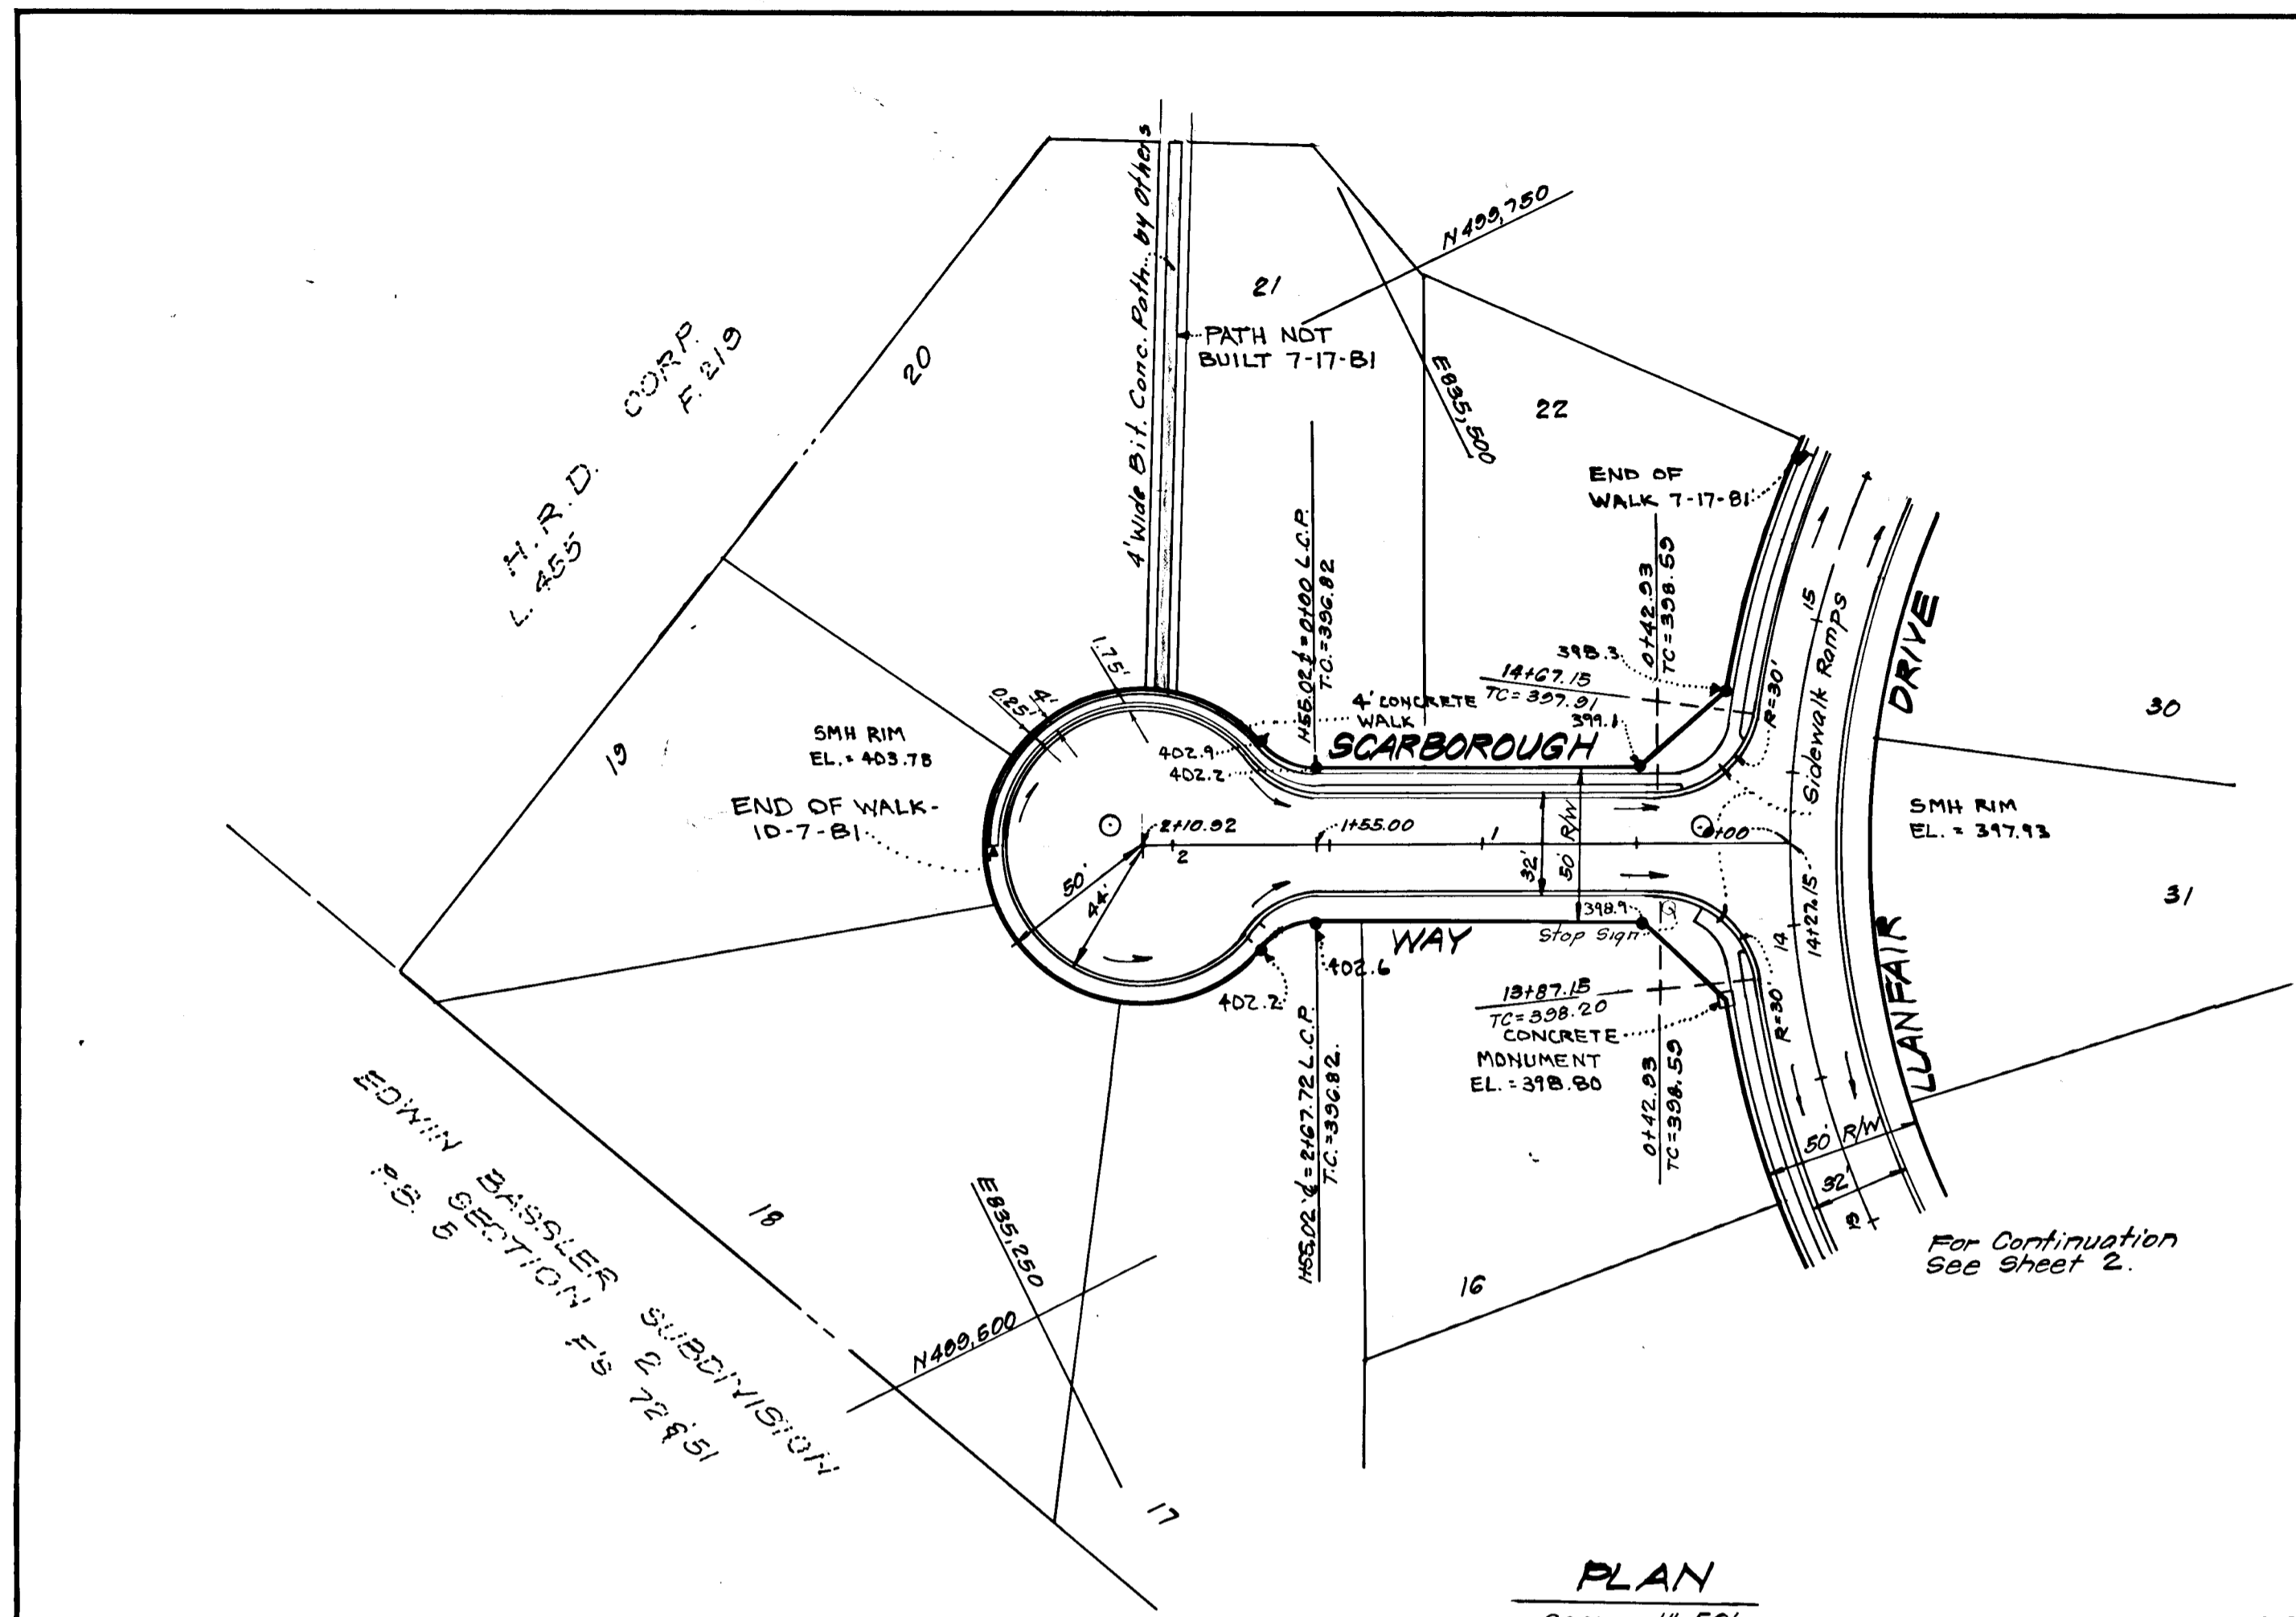 4' Wide Bit. Conc. Path... by Others
N 499,750
21
PATH NOT
BUILT 7-17-81
E 835,500
22
H.R.D. CORP.
L. 455 F. 219
20
END OF
WALK 7-17-81
1+55.02 ⅊ = 0+00 L.C.P.
T.C. = 396.82
0+42.93
TC = 398.59
15
Sidewalk Ramps
DRIVE
398.3
14+67.15
TC = 397.91
399.1
R=30'
1.75'
4'
0.25'
4' CONCRETE
WALK
SCARBOROUGH
30
19
SMH RIM
EL. = 403.78
402.9
402.2
END OF WALK-
10-7-81
2+10.92
2
1+55.00
1
32'
50' R/W
0+00
SMH RIM
EL. = 397.93
31
50'
44'
398.9
Stop Sign
WAY
14
14+27.15
LLANFAIR
402.6
402.2
13+87.15
TC = 398.20
CONCRETE
MONUMENT
EL. = 398.80
R=30'
1+55.02 ⅊ = 2+67.72 L.C.P.
T.C. = 396.82
0+42.93
TC = 398.59
50' R/W
32'
13
EDWIN BASSLER SUBDIVISION
SECTION 2
P.B. 5 F'S 72 & 51
18
E 835,250
N 499,500
16
For Continuation
See Sheet 2.
17
PLAN